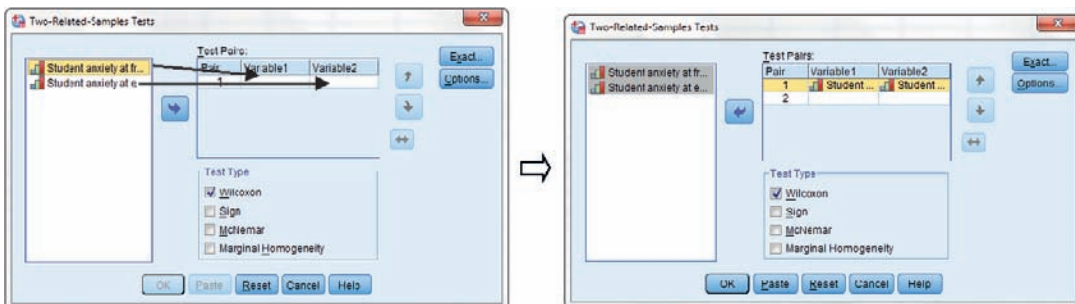 Two-Related-Samples Tests
Test Pairs:
Pair Variable1 Variable2
1
Student anxiety at fr...
Student anxiety at e
Exact...
Options...
Test Type
Wilcoxon
Sign
McNemar
Marginal Homogeneity
OK Paste Reset Cancel Help
Two-Related-Samples Tests
Test Pairs:
Pair Variable1 Variable2
1 Student ... Student ...
2
Student anxiety at fr...
Student anxiety at e...
Exact...
Options...
Test Type
Wilcoxon
Sign
McNemar
Marginal Homogeneity
OK Paste Reset Cancel Help